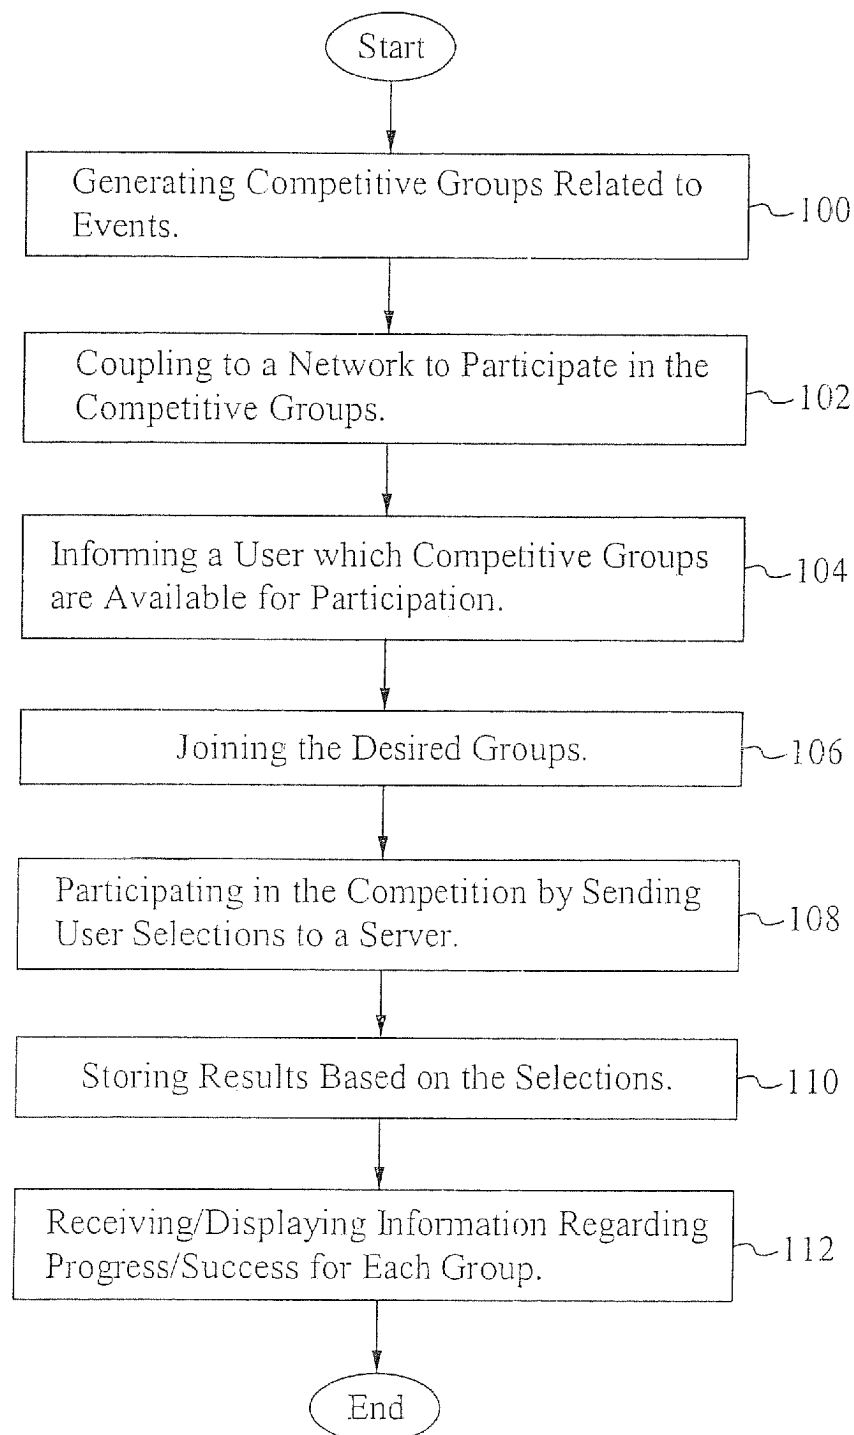 Start
Generating Competitive Groups Related to
Events.
100
Coupling to a Network to Participate in the
Competitive Groups.
102
Informing a User which Competitive Groups
are Available for Participation.
104
Joining the Desired Groups.
106
Participating in the Competition by Sending
User Selections to a Server.
108
Storing Results Based on the Selections.
110
Receiving/Displaying Information Regarding
Progress/Success for Each Group.
112
End